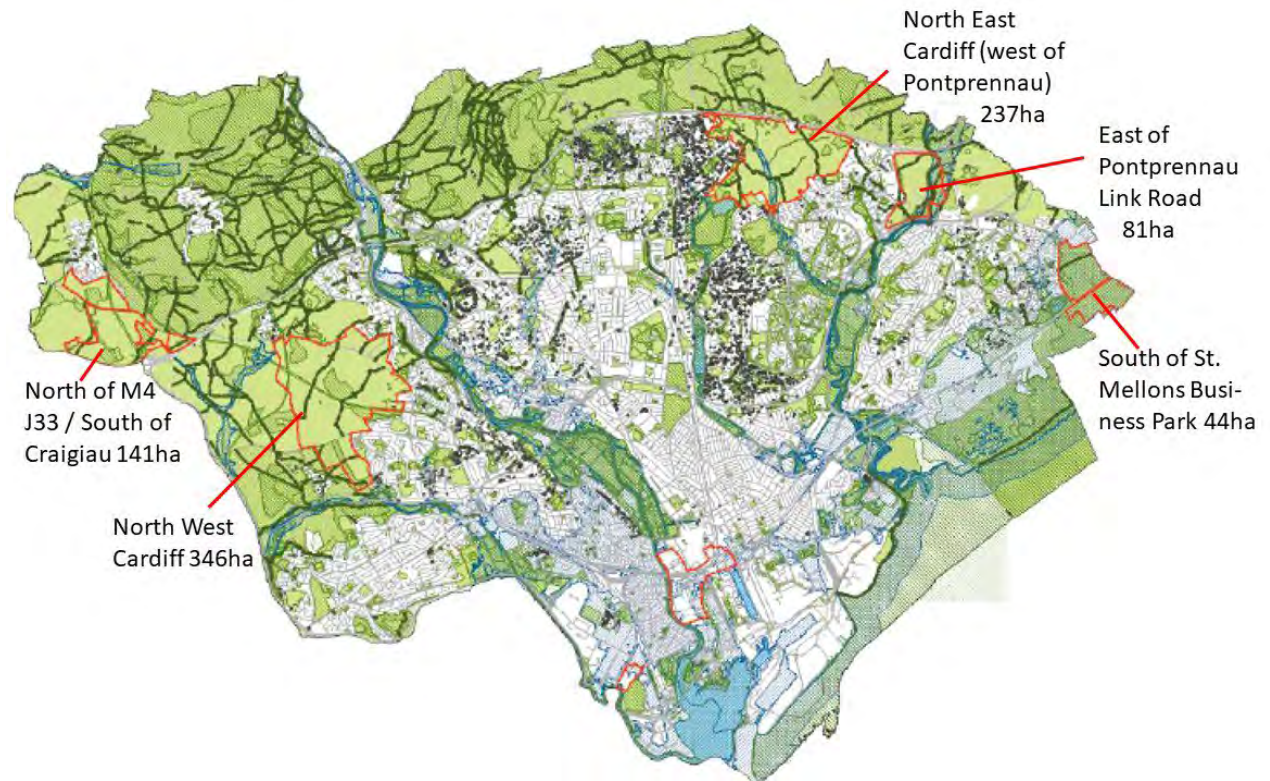 North East
Cardiff (west of
Pontprennau)
237ha
East of
Pontprennau
Link Road
81ha
South of St.
Mellons Busi-
ness Park 44ha
North of M4
J33 / South of
Craigiau 141ha
North West
Cardiff 346ha